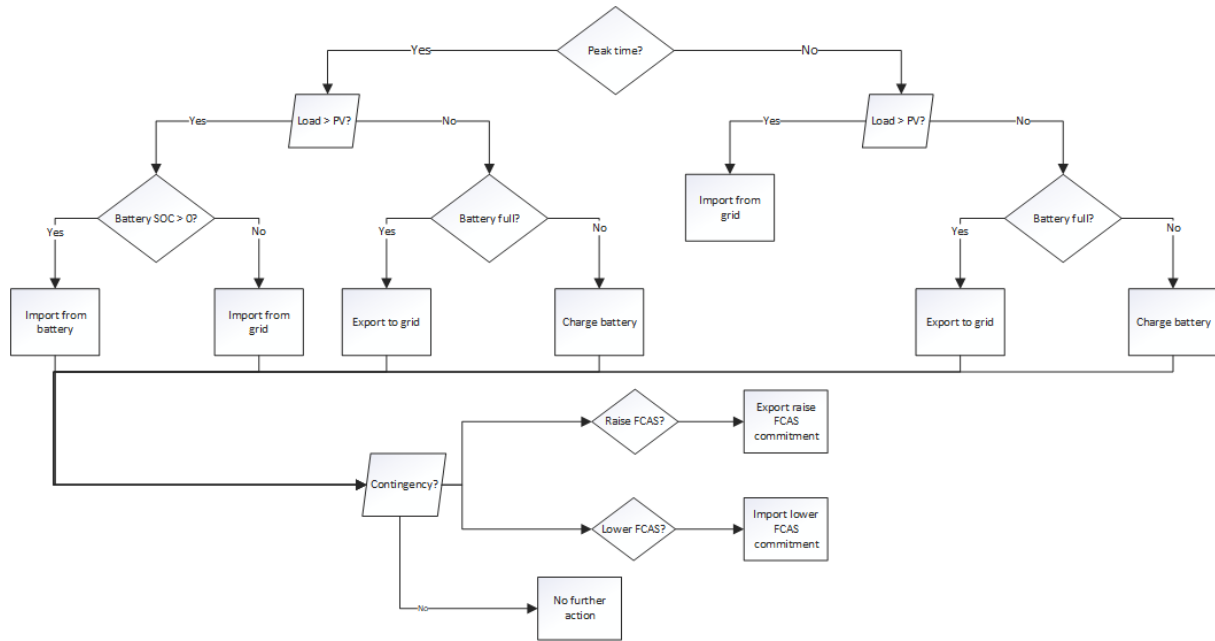 Peak time?
Yes
No
Load > PV?
Yes
No
Load > PV?
Yes
No
Battery SOC > 0?
Yes
No
Battery full?
Yes
No
Import from
grid
Battery full?
Yes
No
Import from
battery
Import from
grid
Export to grid
Charge battery
Export to grid
Charge battery
Raise FCAS?
Export raise
FCAS
commitment
Contingency?
Lower FCAS?
Import lower
FCAS
commitment
No
No further
action